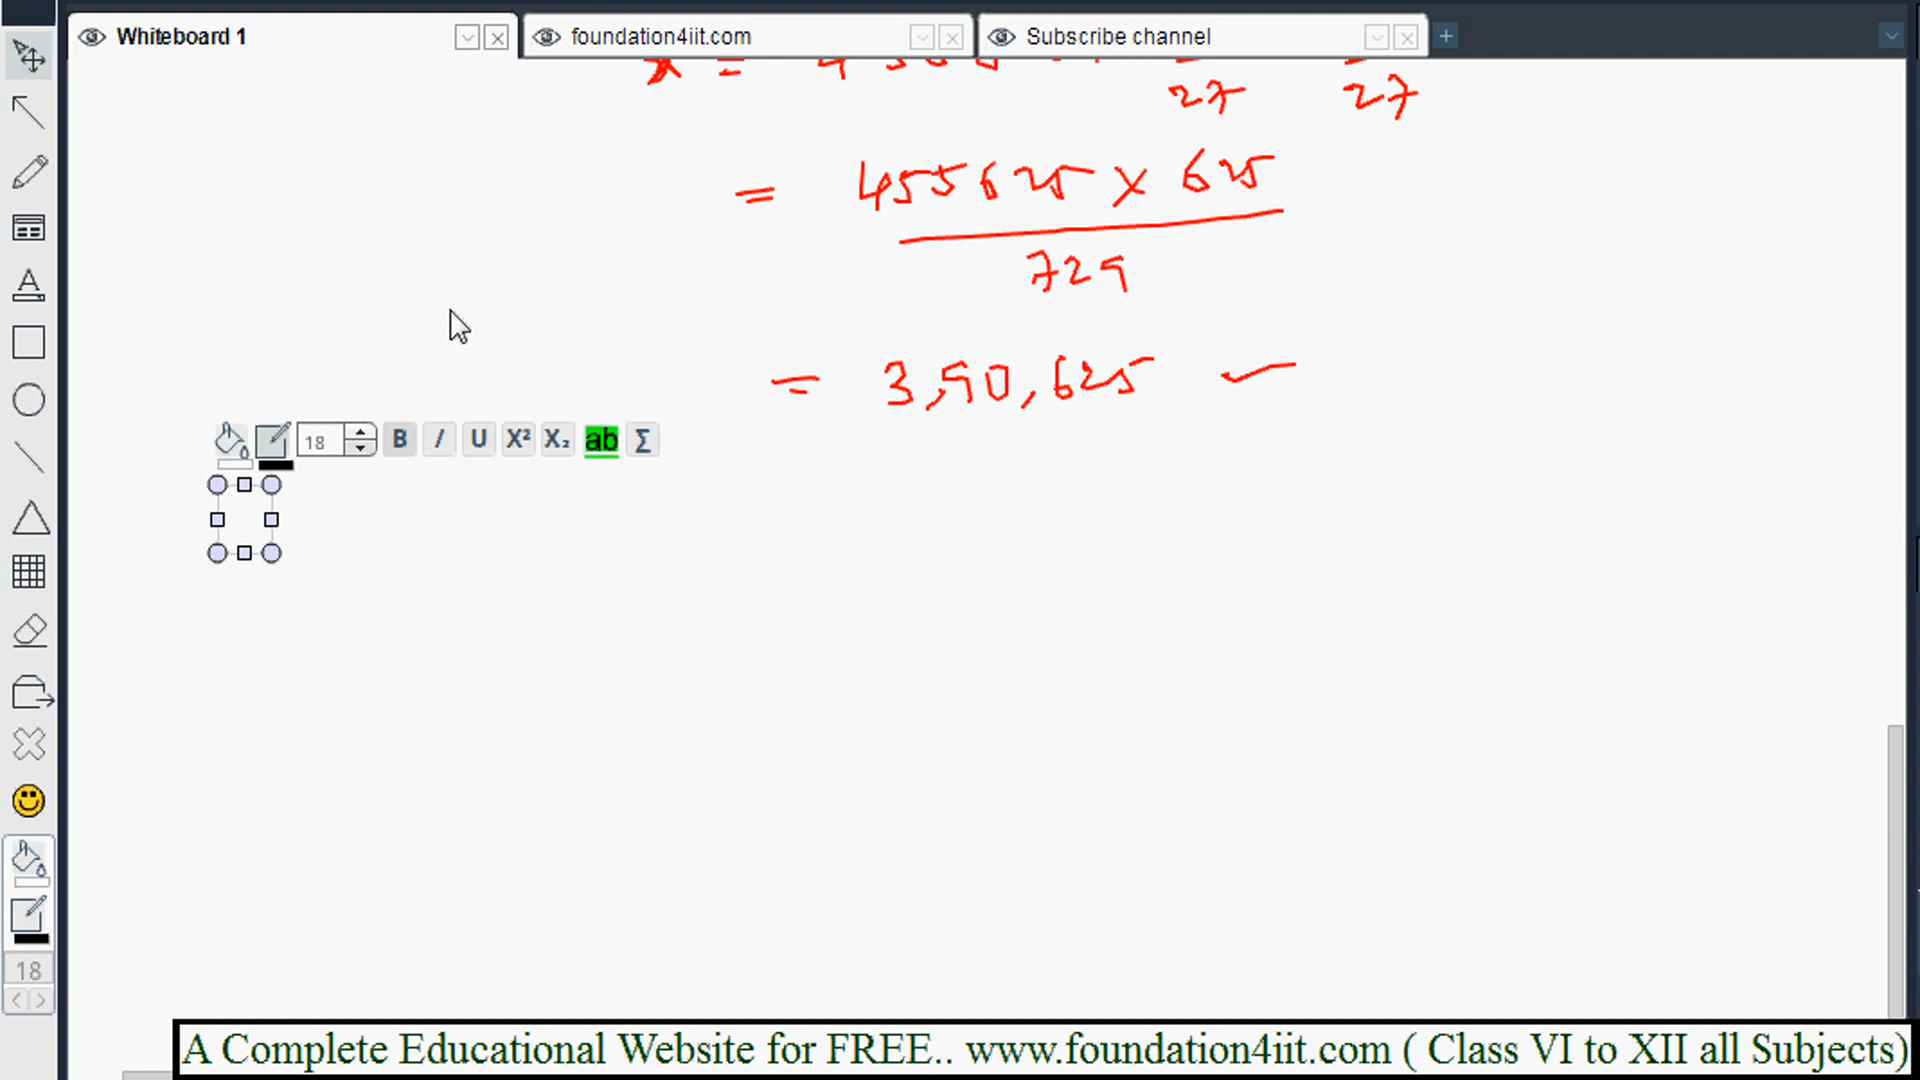 Whiteboard 1
foundation4iit.com
Subscribe channel
27 27
= 455625 x 625
729
= 3,90,625
18 B I U X² X₂ ab Σ
A
18
A Complete Educational Website for FREE.. www.foundation4iit.com ( Class VI to XII all Subjects)